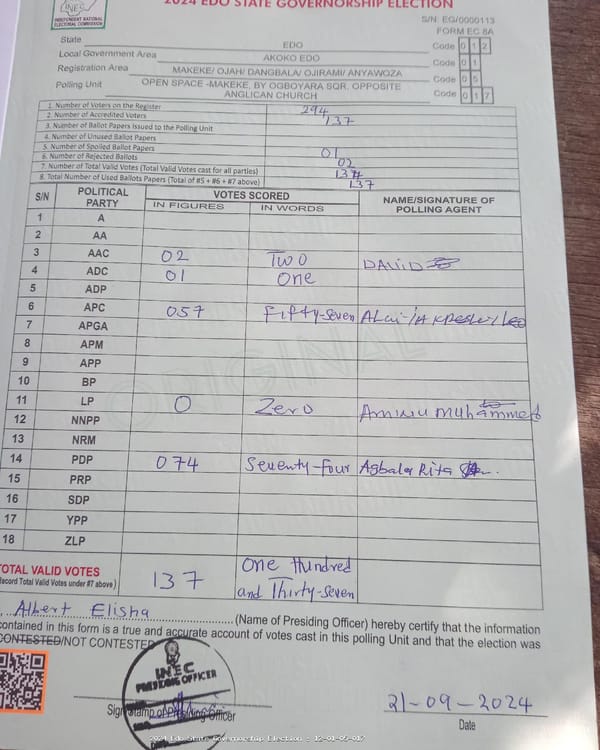 INEC
INDEPENDENT NATIONAL ELECTORAL COMMISSION
2024 EDO STATE GOVERNORSHIP ELECTION
S/N: EG/0000113
FORM EC 8A
State EDO Code 0 1 2
Local Government Area AKOKO EDO Code 0 1
Registration Area MAKEKE/ OJAH/ DANGBALA/ OJIRAMI/ ANYAWOZA Code 0 5
Polling Unit OPEN SPACE -MAKEKE, BY OGBOYARA SQR. OPPOSITE ANGLICAN CHURCH Code 0 1 7
1. Number of Voters on the Register 294
2. Number of Accredited Voters 137
3. Number of Ballot Papers Issued to the Polling Unit
4. Number of Unused Ballot Papers
5. Number of Spoiled Ballot Papers 01
6. Number of Rejected Ballots 02
7. Number of Total Valid Votes (Total Valid Votes cast for all parties) 134
8. Total Number of Used Ballots Papers (Total of #5 + #6 + #7 above) 137
S/N POLITICAL PARTY VOTES SCORED NAME/SIGNATURE OF POLLING AGENT
IN FIGURES IN WORDS
1 A
2 AA
3 AAC 02 Two DAVID
4 ADC 01 One
5 ADP
6 APC 057 Fifty-seven
7 APGA
8 APM
9 APP
10 BP
11 LP 0 Zero Aminu Muhammed
12 NNPP
13 NRM
14 PDP 074 Seventy-four Agbala Rita
15 PRP
16 SDP
17 YPP
18 ZLP
ORIGINAL
TOTAL VALID VOTES 137 One Hundred
(Record Total Valid Votes under #7 above) and Thirty-seven
Albert Elisha (Name of Presiding Officer) hereby certify that the information
contained in this form is a true and accurate account of votes cast in this polling Unit and that the election was
CONTESTED/NOT CONTESTED
INEC
PRESIDING OFFICER
Sign/Stamp of Presiding Officer
21-09-2024
Date
2024 Edo State Governorship Election - 12-01-05-017